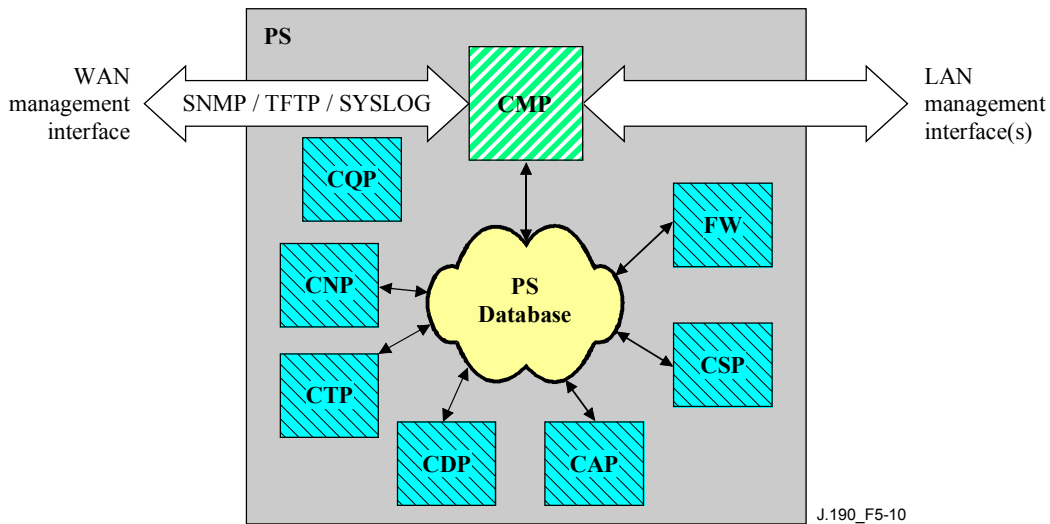 PS
WAN
management
interface
SNMP / TFTP / SYSLOG
CMP
LAN
management
interface(s)
CQP
FW
CNP
PS
Database
CSP
CTP
CDP
CAP
J.190_F5-10